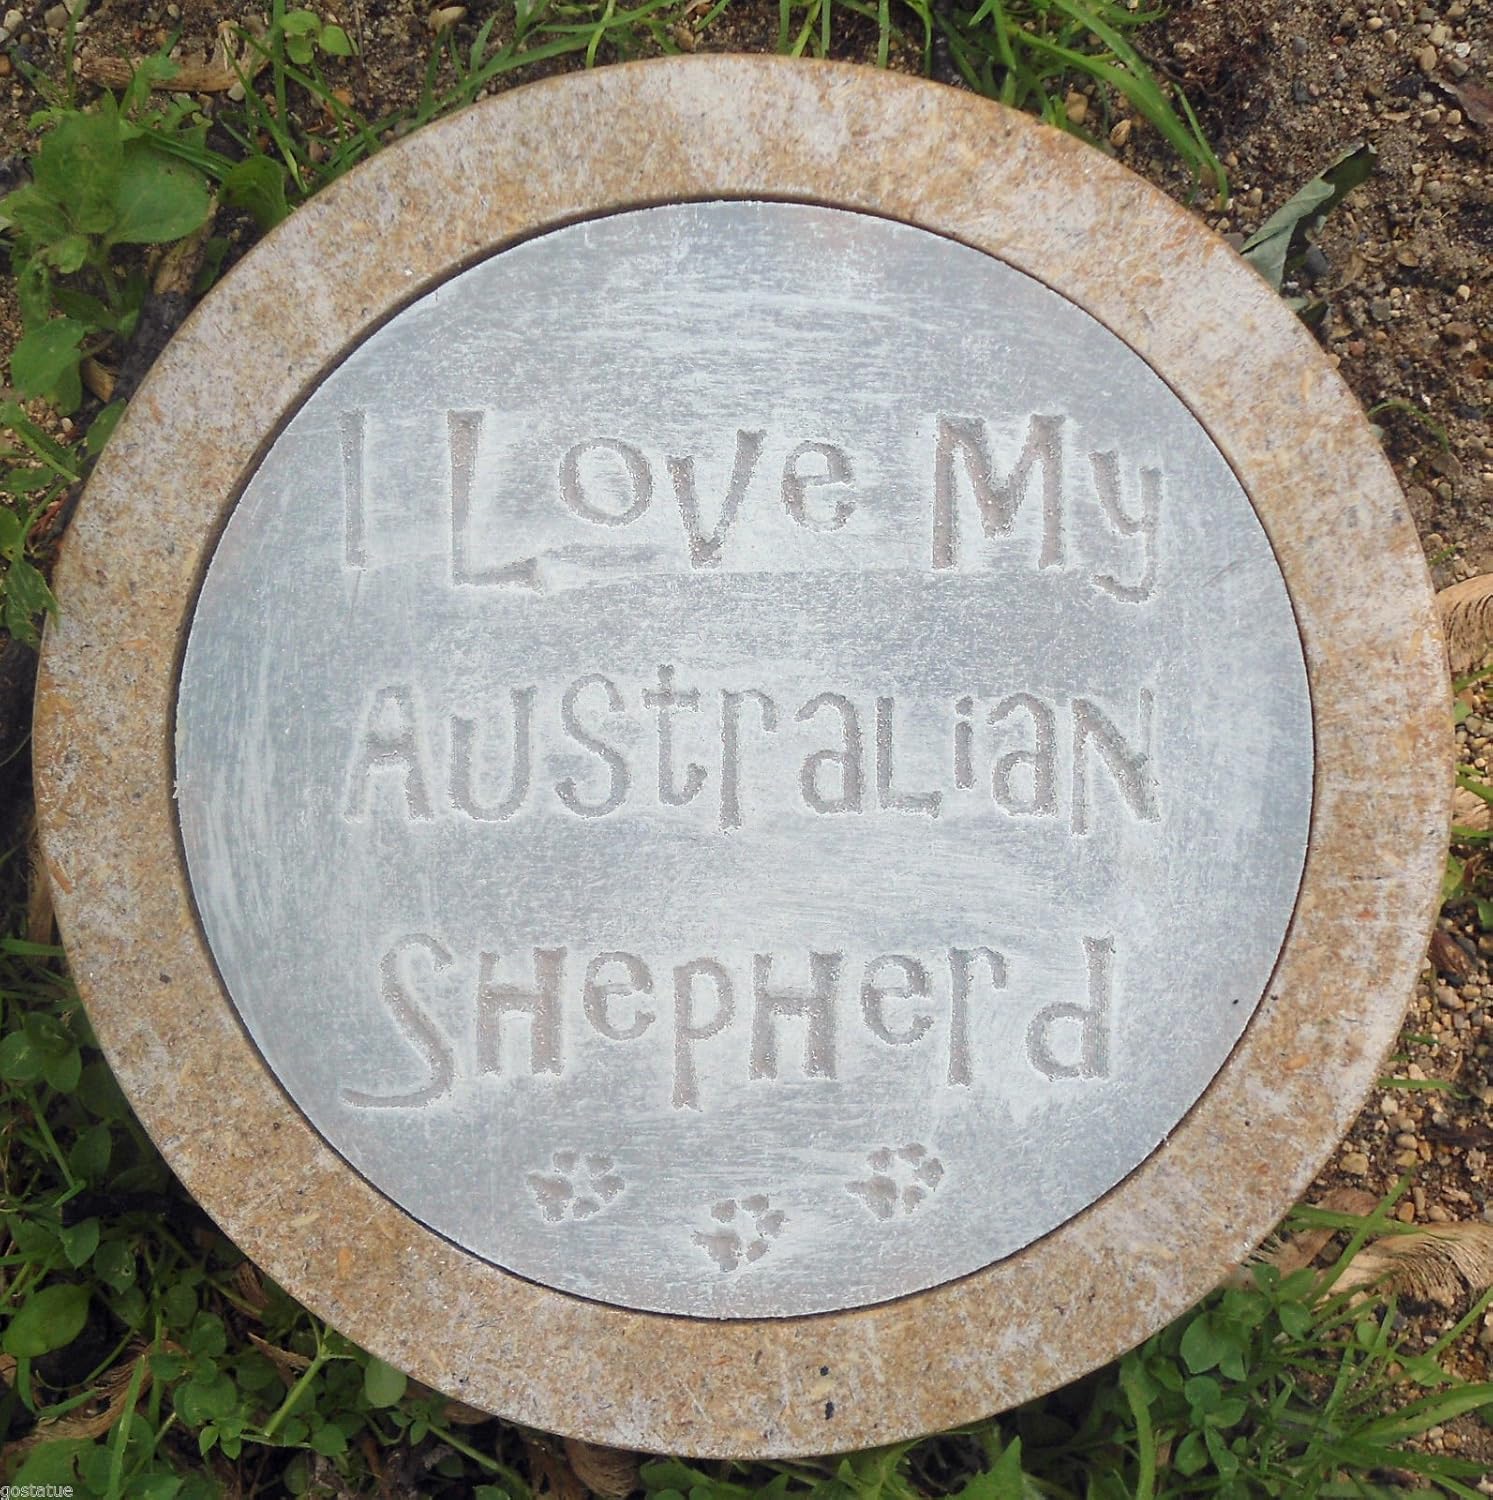 I Love My
Australian
Shepherd
gostatue